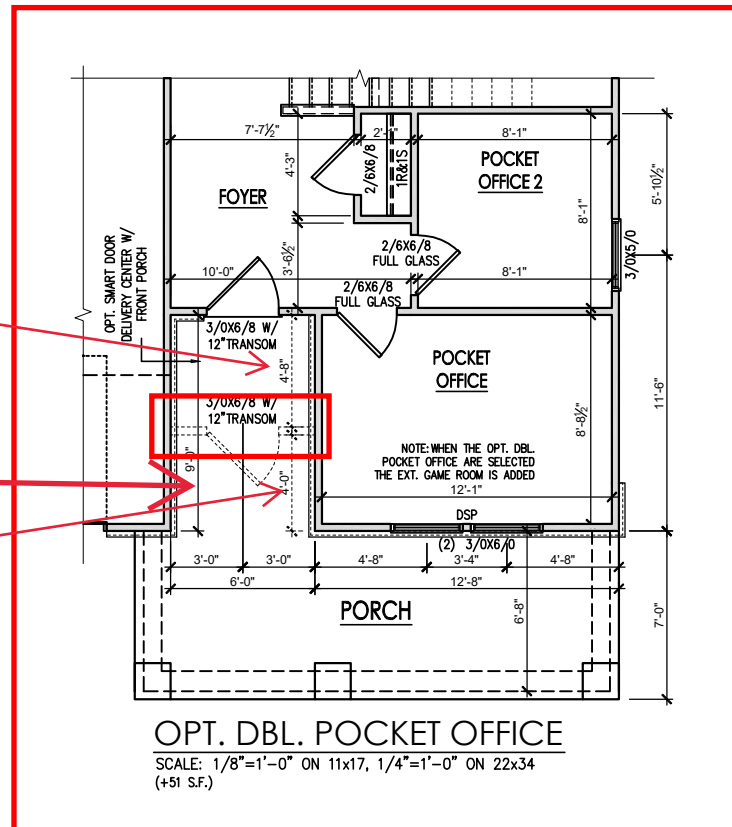 7'-7½"
2'-1"
8'-1"
4'-3"
2/6X6/8
1R&1S
POCKET
OFFICE 2
5'-10½"
FOYER
8'-1"
OPT. SMART DOOR
DELIVERY CENTER W/
FRONT PORCH
3'-6½"
2/6X6/8
FULL GLASS
3/0X5/0
10'-0"
8'-1"
2/6X6/8
FULL GLASS
3/0X6/8 W/
12"TRANSOM
4'-8"
POCKET
OFFICE
11'-6"
3/0X6/8 W/
12"TRANSOM
8'-8½"
9'-0"
NOTE: WHEN THE OPT. DBL.
POCKET OFFICE ARE SELECTED
THE EXT. GAME ROOM IS ADDED
4'-0"
12'-1"
DSP
(2) 3/0X6/0
3'-0"
3'-0"
4'-8"
3'-4"
4'-8"
6'-0"
12'-8"
PORCH
6'-8"
7'-0"
OPT. DBL. POCKET OFFICE
SCALE: 1/8"=1'-0" ON 11x17, 1/4"=1'-0" ON 22x34
(+51 S.F.)